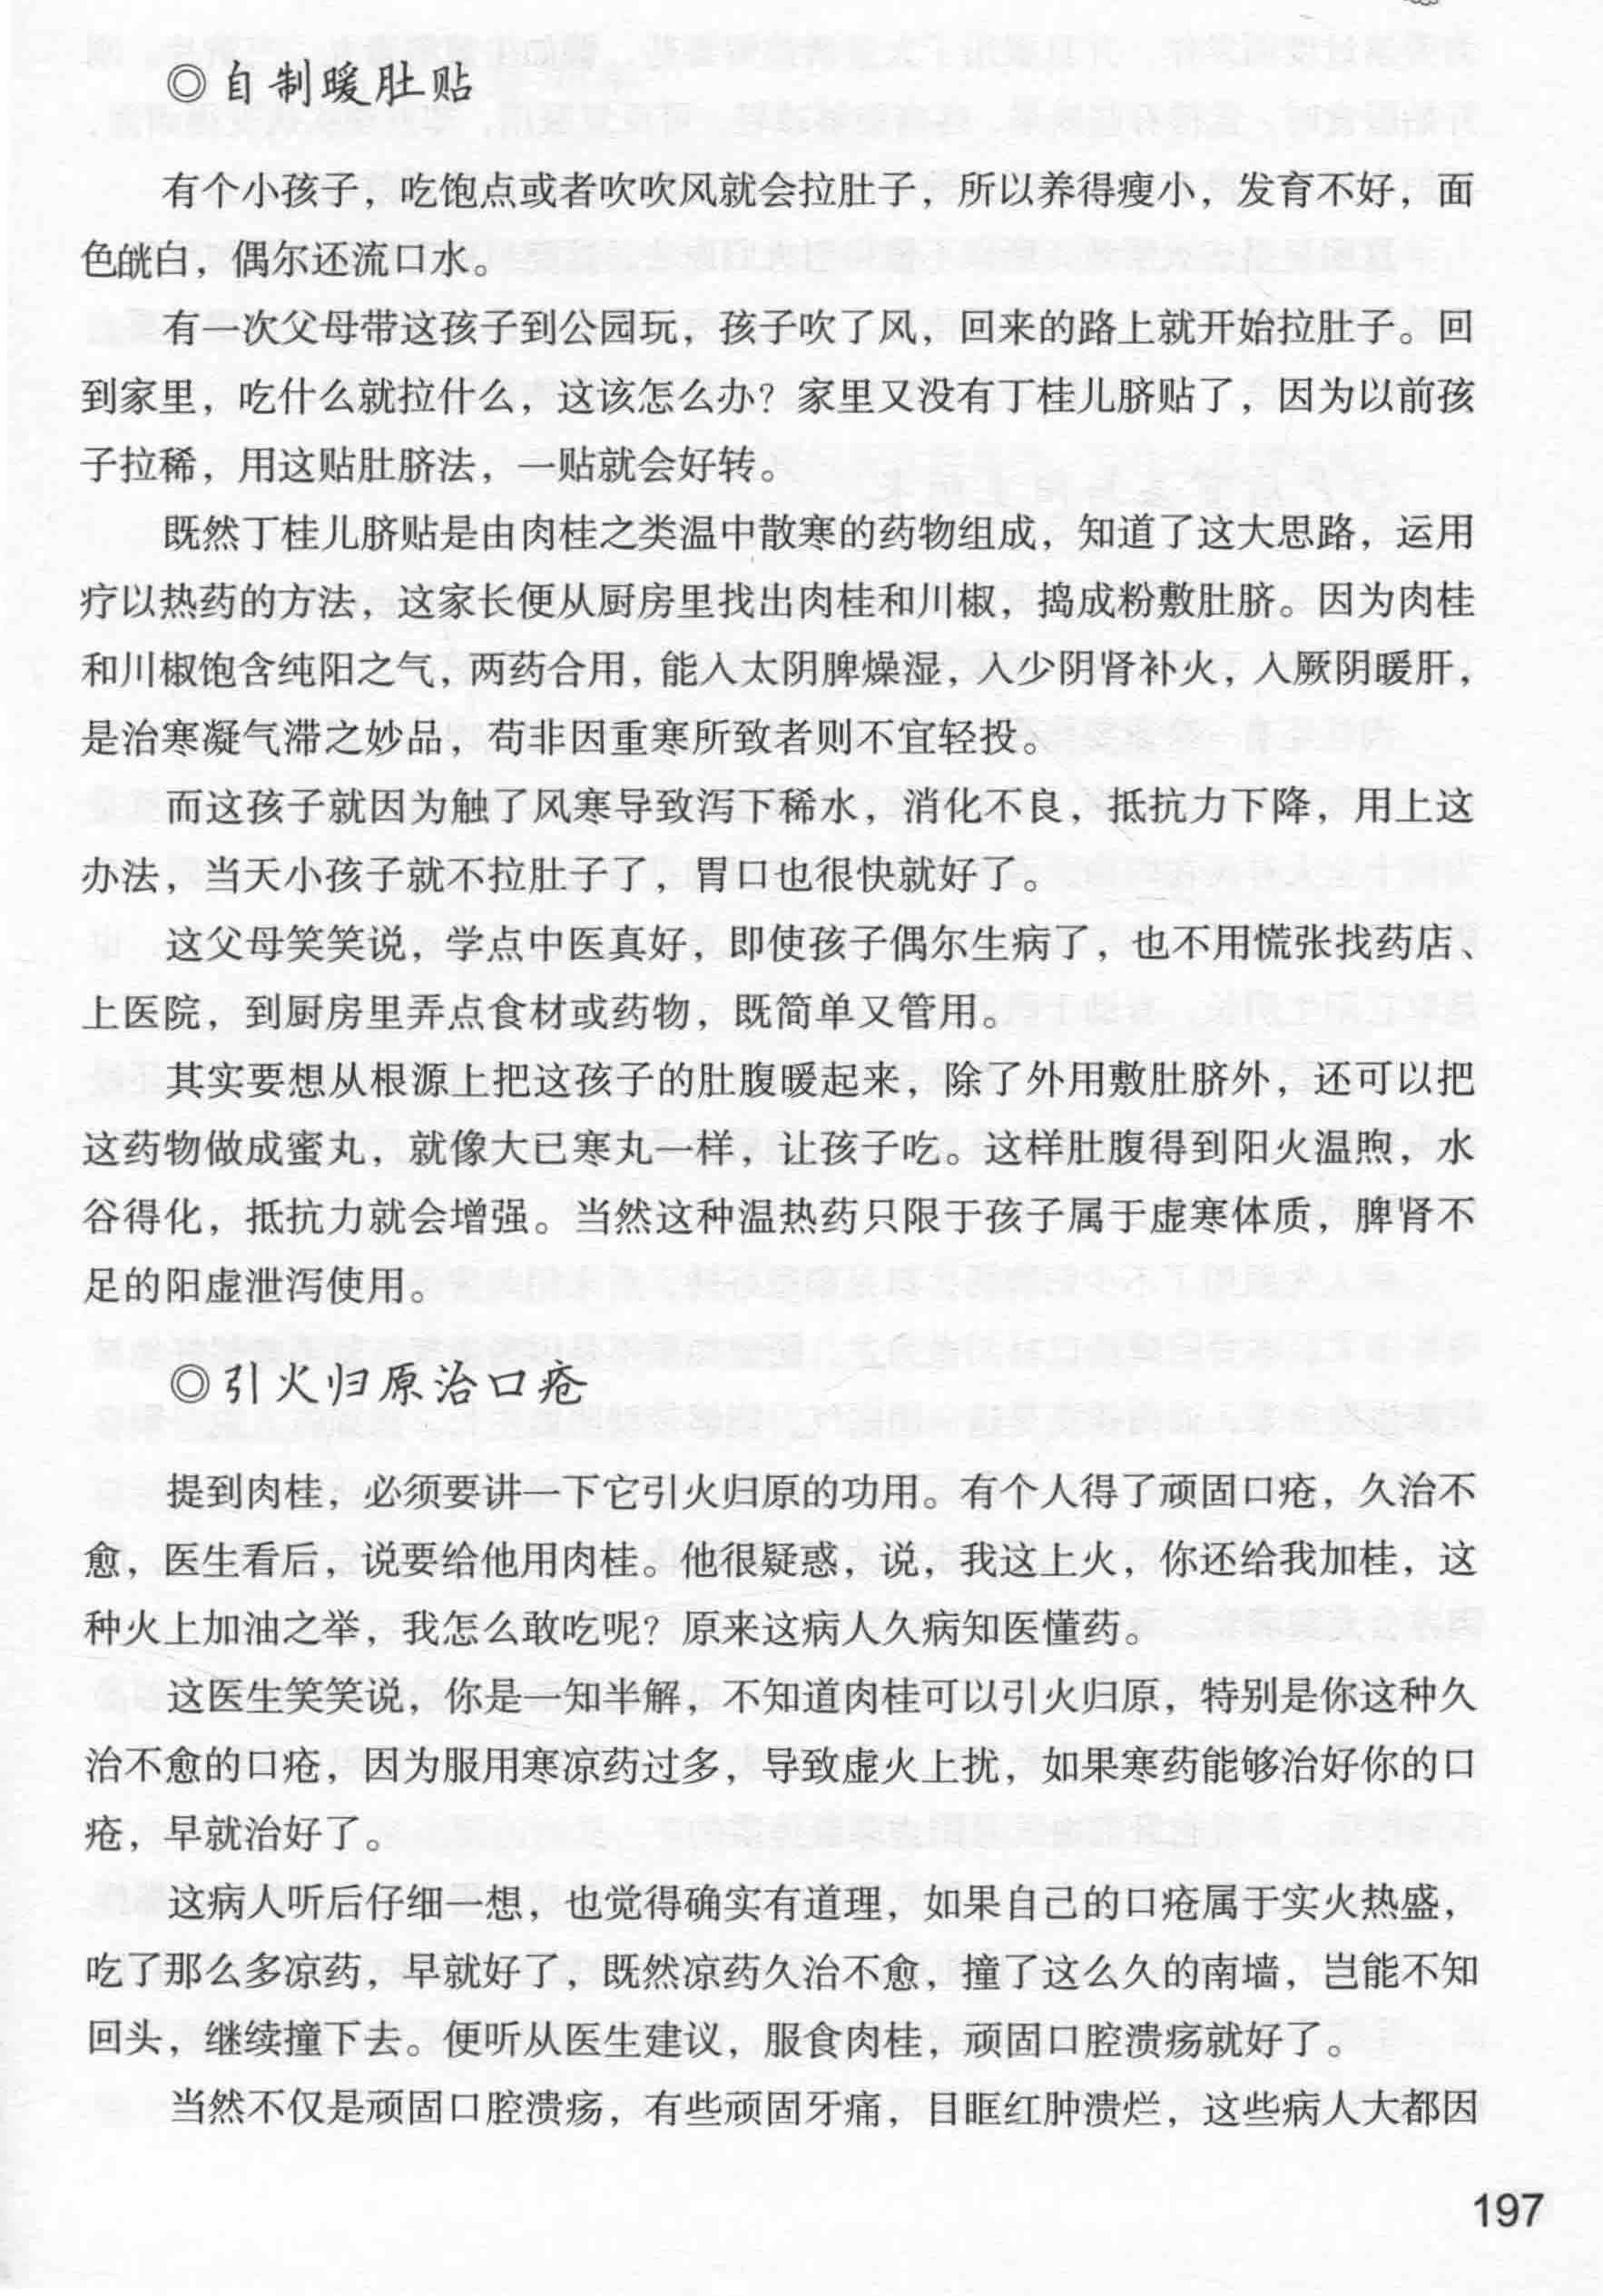 ◎自制暖肚贴
有个小孩子，吃饱点或者吹吹风就会拉肚子，所以养得瘦小，发育不好，面
色㿠白，偶尔还流口水。
有一次父母带这孩子到公园玩，孩子吹了风，回来的路上就开始拉肚子。回
到家里，吃什么就拉什么，这该怎么办？家里又没有丁桂儿脐贴了，因为以前孩
子拉稀，用这贴肚脐法，一贴就会好转。
既然丁桂儿脐贴是由肉桂之类温中散寒的药物组成，知道了这大思路，运用
疗以热药的方法，这家长便从厨房里找出肉桂和川椒，捣成粉敷肚脐。因为肉桂
和川椒饱含纯阳之气，两药合用，能入太阴脾燥湿，入少阴肾补火，入厥阴暖肝，
是治寒凝气滞之妙品，苟非因重寒所致者则不宜轻投。
而这孩子就因为触了风寒导致泻下稀水，消化不良，抵抗力下降，用上这
办法，当天小孩子就不拉肚子了，胃口也很快就好了。
这父母笑笑说，学点中医真好，即使孩子偶尔生病了，也不用慌张找药店、
上医院，到厨房里弄点食材或药物，既简单又管用。
其实要想从根源上把这孩子的肚腹暖起来，除了外用敷肚脐外，还可以把
这药物做成蜜丸，就像大已寒丸一样，让孩子吃。这样肚腹得到阳火温煦，水
谷得化，抵抗力就会增强。当然这种温热药只限于孩子属于虚寒体质，脾肾不
足的阳虚泄泻使用。
◎引火归原治口疮
提到肉桂，必须要讲一下它引火归原的功用。有个人得了顽固口疮，久治不
愈，医生看后，说要给他用肉桂。他很疑惑，说，我这上火，你还给我加桂，这
种火上加油之举，我怎么敢吃呢？原来这病人久病知医懂药。
这医生笑笑说，你是一知半解，不知道肉桂可以引火归原，特别是你这种久
治不愈的口疮，因为服用寒凉药过多，导致虚火上扰，如果寒药能够治好你的口
疮，早就治好了。
这病人听后仔细一想，也觉得确实有道理，如果自己的口疮属于实火热盛，
吃了那么多凉药，早就好了，既然凉药久治不愈，撞了这么久的南墙，岂能不知
回头，继续撞下去。便听从医生建议，服食肉桂，顽固口腔溃疡就好了。
当然不仅是顽固口腔溃疡，有些顽固牙痛，目眶红肿溃烂，这些病人大都因
197